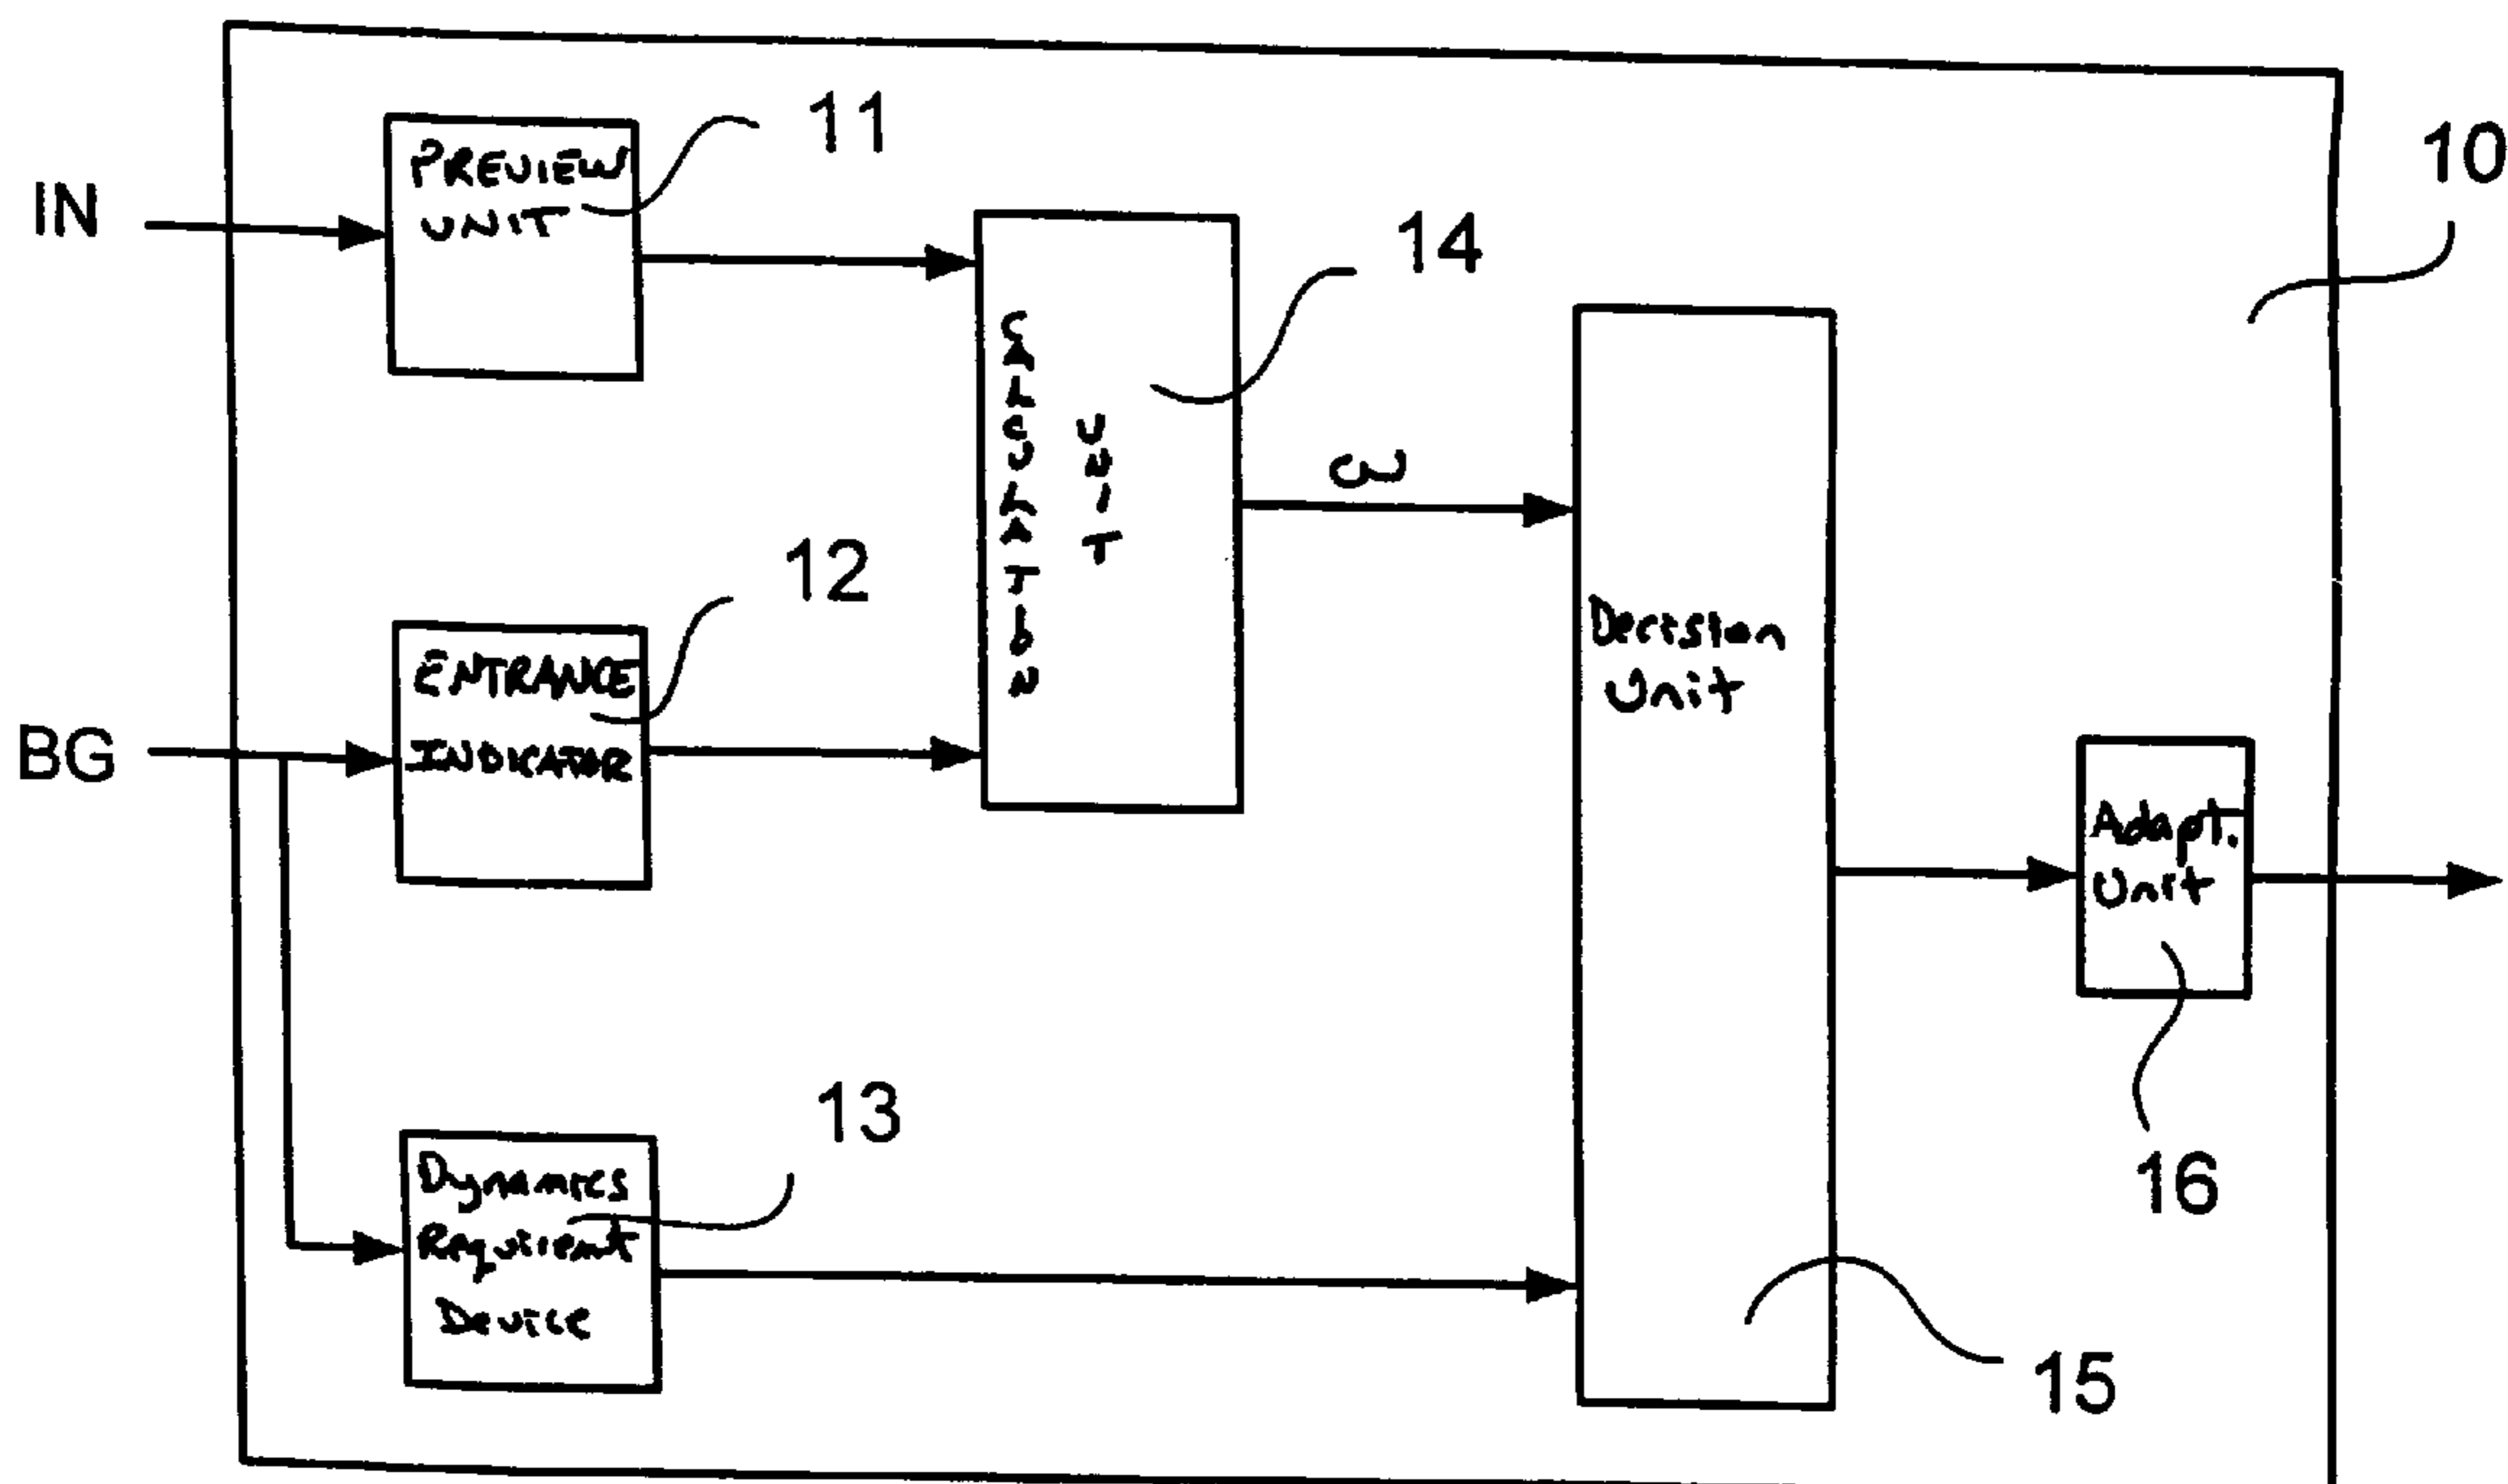 IN
BG
10
11
PREVIEW
UNIT
14
CALCULATION
UNIT
ω
12
ENTRANCE
INDICATOR
13
Dynamics
Device
Decision
Unit
15
Adapt.
Unit
16